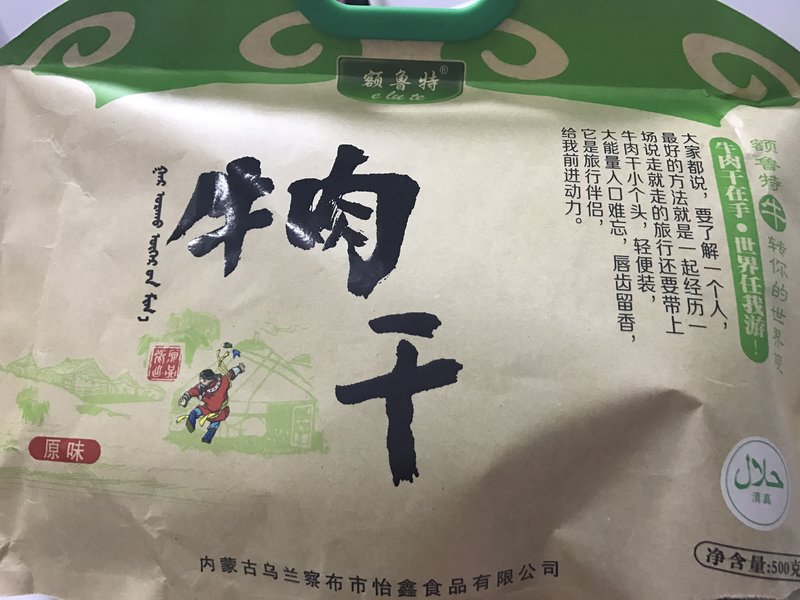 额鲁特®
e lu te
牛肉干
额鲁特牛 转你的世界观
牛肉干在手·世界任我游!
大家都说，要了解一个人，
最好的方法就是一起经历一
场说走就走的旅行还要带上
牛肉干小个头，轻便装，
大能量入口难忘，唇齿留香，
它是旅行伴侣，
给我前进动力。
原味
حلال
清真
净含量:500克
内蒙古乌兰察布市怡鑫食品有限公司